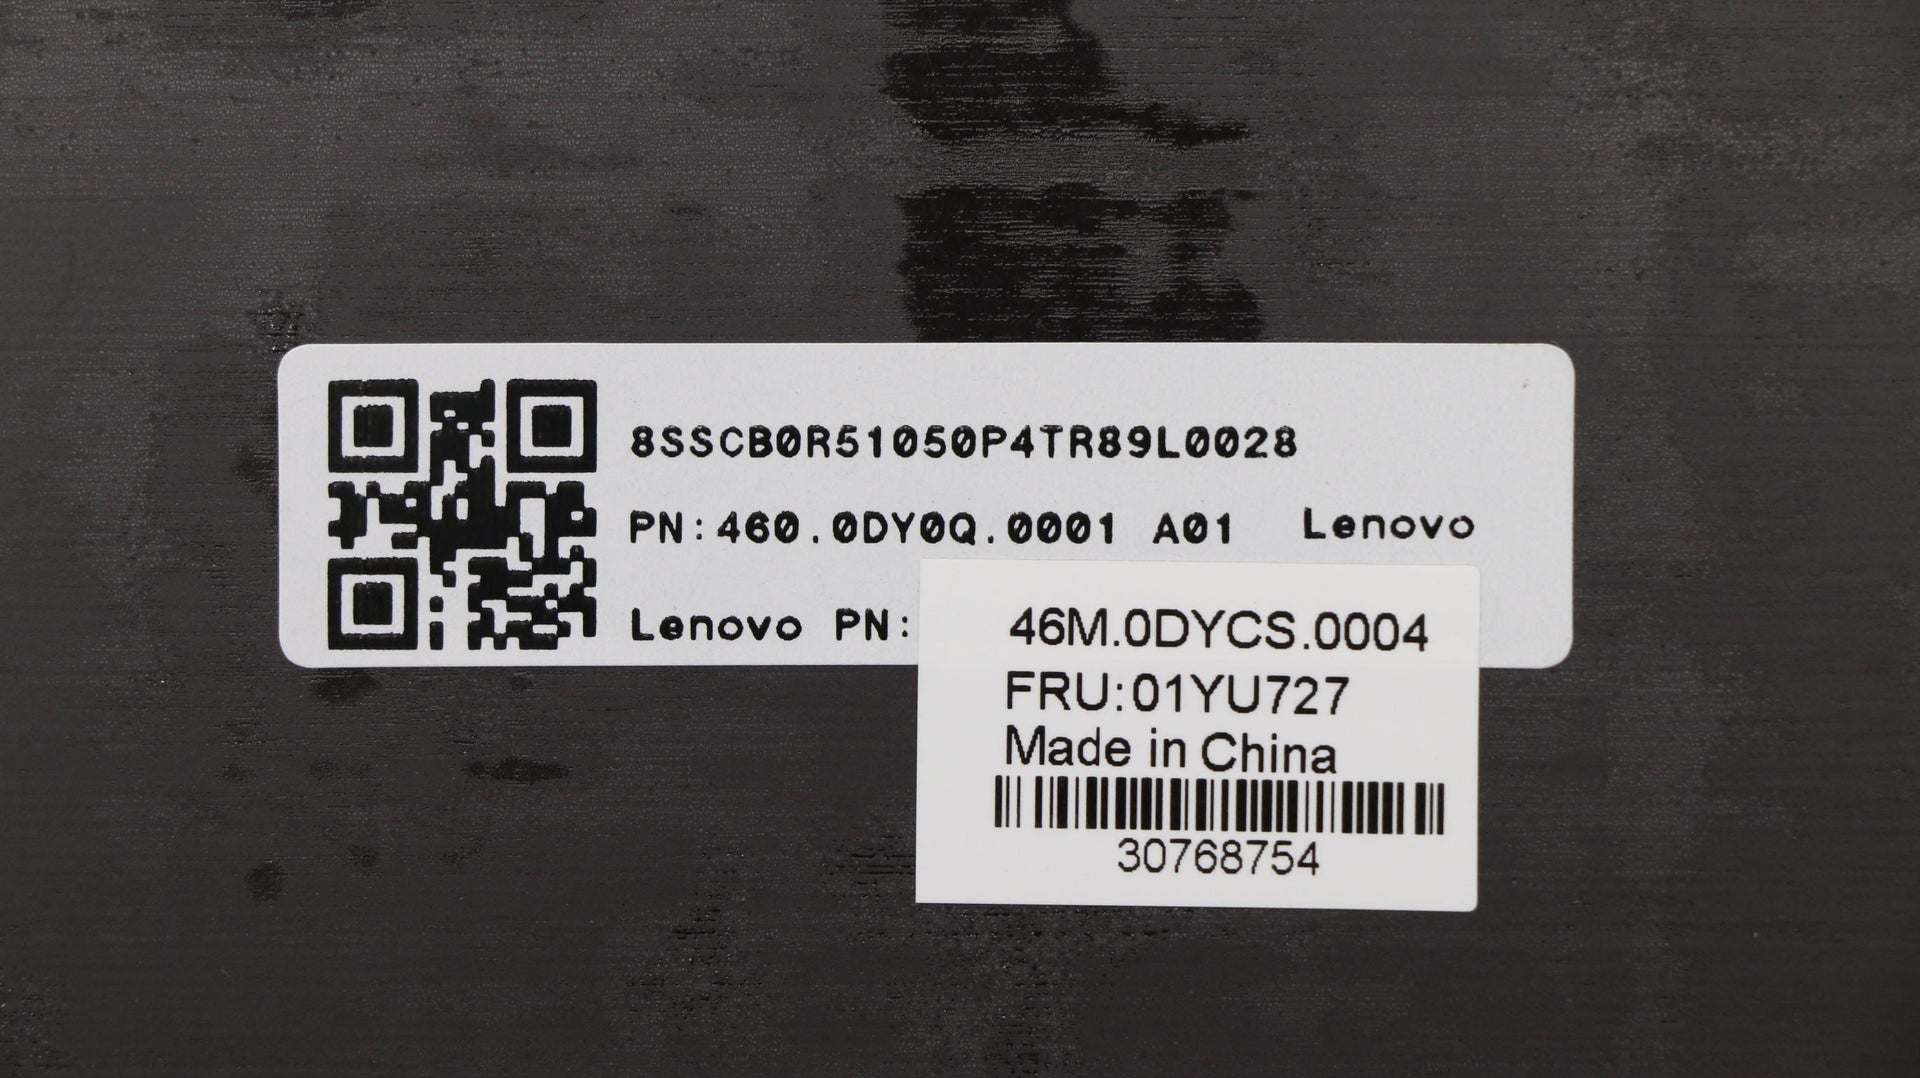 8SSCB0R51050P4TR89L0028
PN:460.0DY0Q.0001 A01 Lenovo
Lenovo PN:
46M.0DYCS.0004
FRU:01YU727
Made in China
30768754